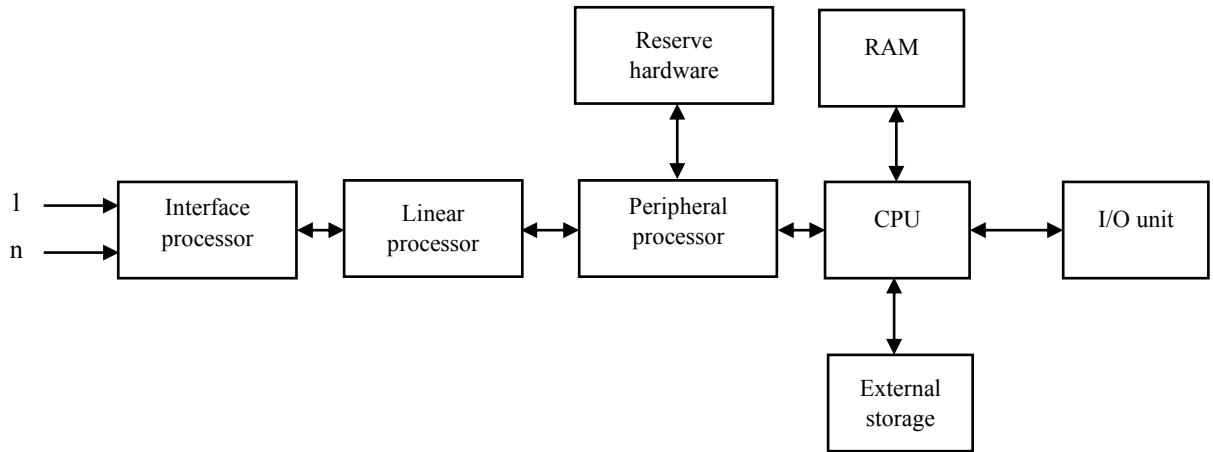 Reserve
hardware
RAM
1
n
Interface
processor
Linear
processor
Peripheral
processor
CPU
I/O unit
External
storage